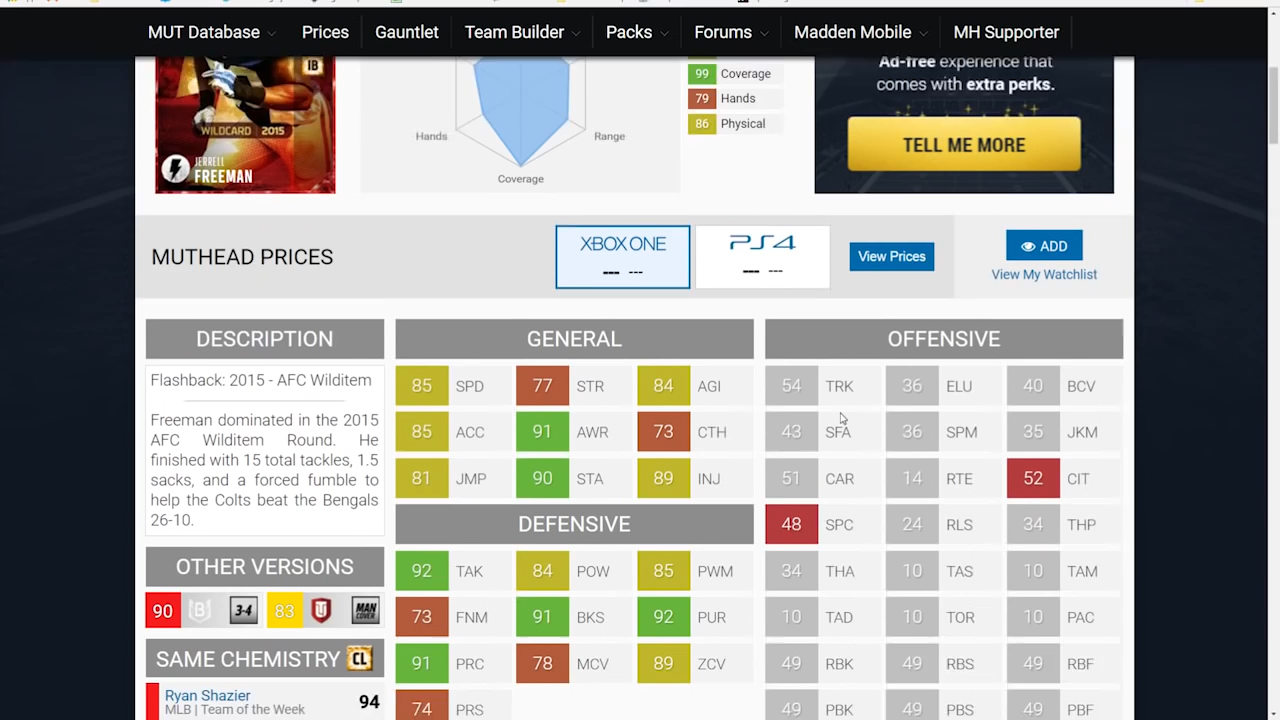 MUT Database
Prices
Gauntlet
Team Builder
Packs
Forums
Madden Mobile
MH Supporter
IB
WILDCARD 2015
JERRELL
FREEMAN
Hands
Range
Coverage
99 Coverage
79 Hands
86 Physical
Ad-free experience that
comes with extra perks.
TELL ME MORE
MUTHEAD PRICES
XBOX ONE
--- ---
PS4
--- ---
View Prices
ADD
View My Watchlist
DESCRIPTION
Flashback: 2015 - AFC Wilditem
Freeman dominated in the 2015
AFC Wilditem Round. He
finished with 15 total tackles, 1.5
sacks, and a forced fumble to
help the Colts beat the Bengals
26-10.
OTHER VERSIONS
90 B 3-4 83 UT MAN COVER
SAME CHEMISTRY CL
Ryan Shazier
94
MLB | Team of the Week
GENERAL
85 SPD 77 STR 84 AGI
85 ACC 91 AWR 73 CTH
81 JMP 90 STA 89 INJ
DEFENSIVE
92 TAK 84 POW 85 PWM
73 FNM 91 BKS 92 PUR
91 PRC 78 MCV 89 ZCV
74 PRS
OFFENSIVE
54 TRK 36 ELU 40 BCV
43 SFA 36 SPM 35 JKM
51 CAR 14 RTE 52 CIT
48 SPC 24 RLS 34 THP
34 THA 10 TAS 10 TAM
10 TAD 10 TOR 10 PAC
49 RBK 49 RBS 49 RBF
49 PBK 49 PBS 49 PBF